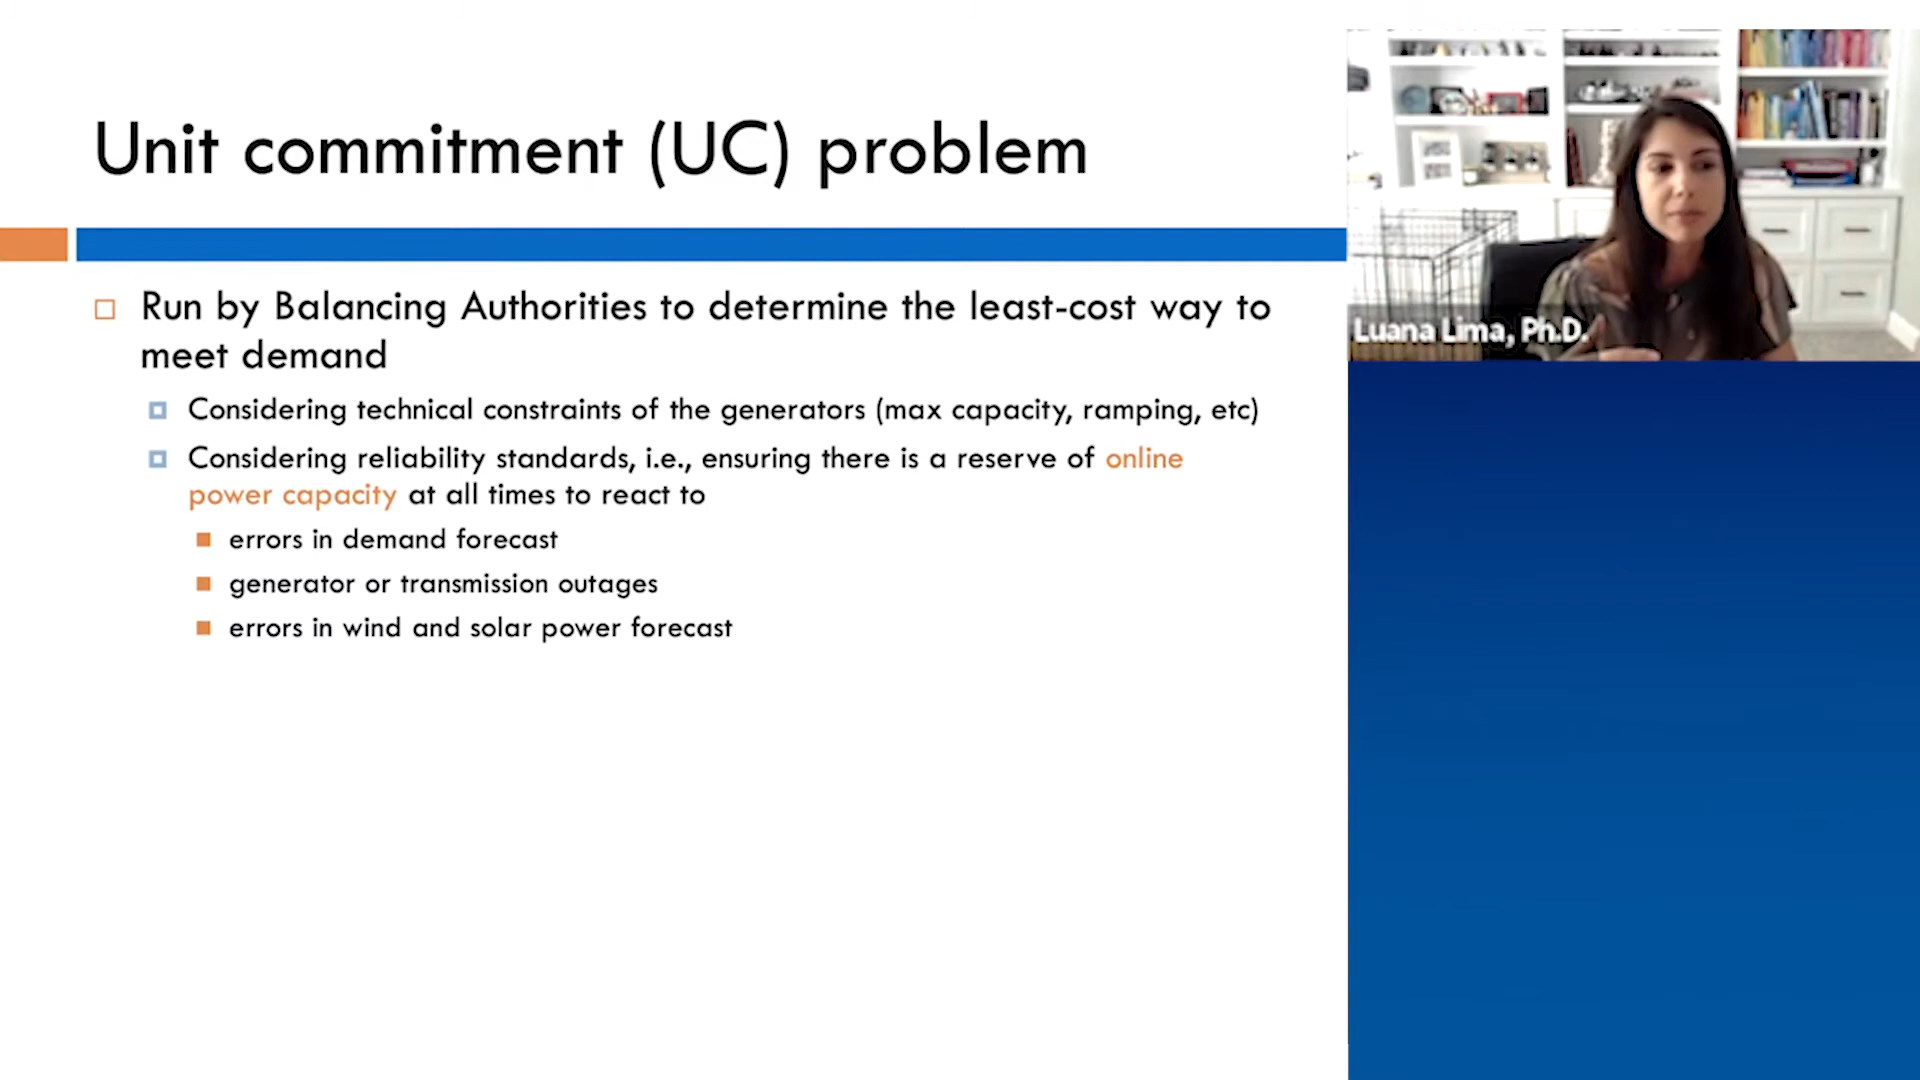 Unit commitment (UC) problem
Run by Balancing Authorities to determine the least-cost way to
meet demand
Considering technical constraints of the generators (max capacity, ramping, etc)
Considering reliability standards, i.e., ensuring there is a reserve of online
power capacity at all times to react to
errors in demand forecast
generator or transmission outages
errors in wind and solar power forecast
Luana Lima, Ph.D.